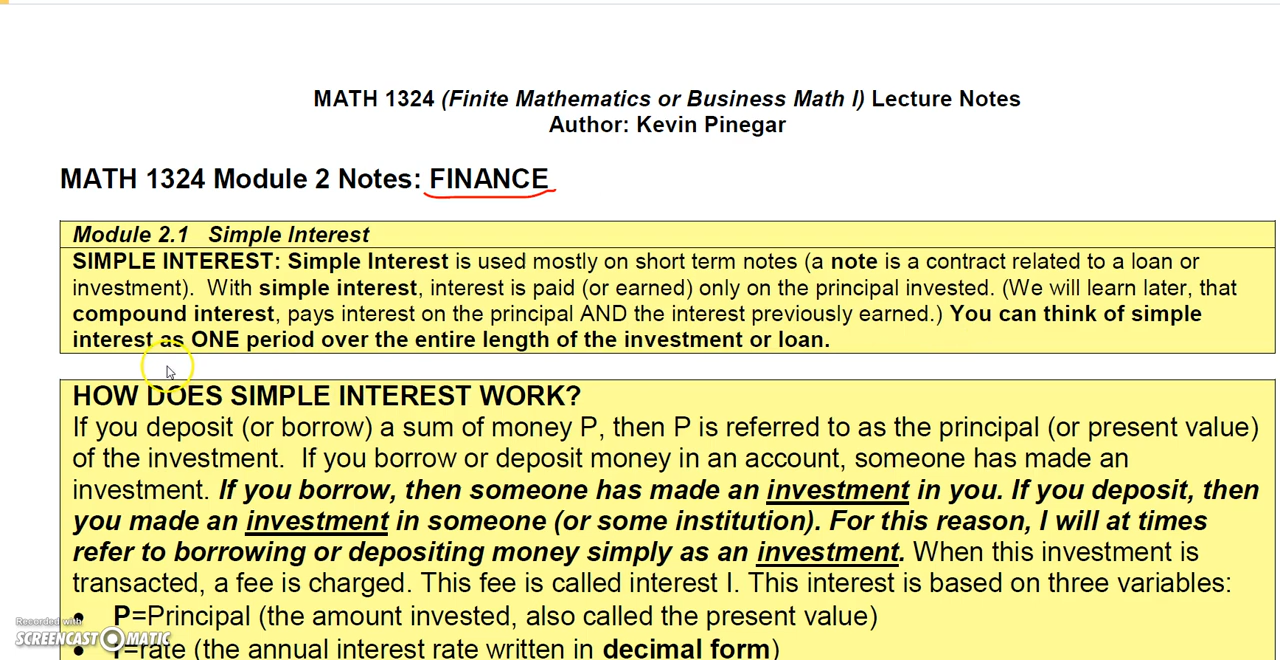 MATH 1324 (Finite Mathematics or Business Math I) Lecture Notes
Author: Kevin Pinegar
MATH 1324 Module 2 Notes: FINANCE
Module 2.1 Simple Interest
SIMPLE INTEREST: Simple Interest is used mostly on short term notes (a note is a contract related to a loan or
investment). With simple interest, interest is paid (or earned) only on the principal invested. (We will learn later, that
compound interest, pays interest on the principal AND the interest previously earned.) You can think of simple
interest as ONE period over the entire length of the investment or loan.
HOW DOES SIMPLE INTEREST WORK?
If you deposit (or borrow) a sum of money P, then P is referred to as the principal (or present value)
of the investment. If you borrow or deposit money in an account, someone has made an
investment. If you borrow, then someone has made an investment in you. If you deposit, then
you made an investment in someone (or some institution). For this reason, I will at times
refer to borrowing or depositing money simply as an investment. When this investment is
transacted, a fee is charged. This fee is called interest I. This interest is based on three variables:
• P=Principal (the amount invested, also called the present value)
• r=rate (the annual interest rate written in decimal form)
Recorded with
SCREENCAST-O-MATIC